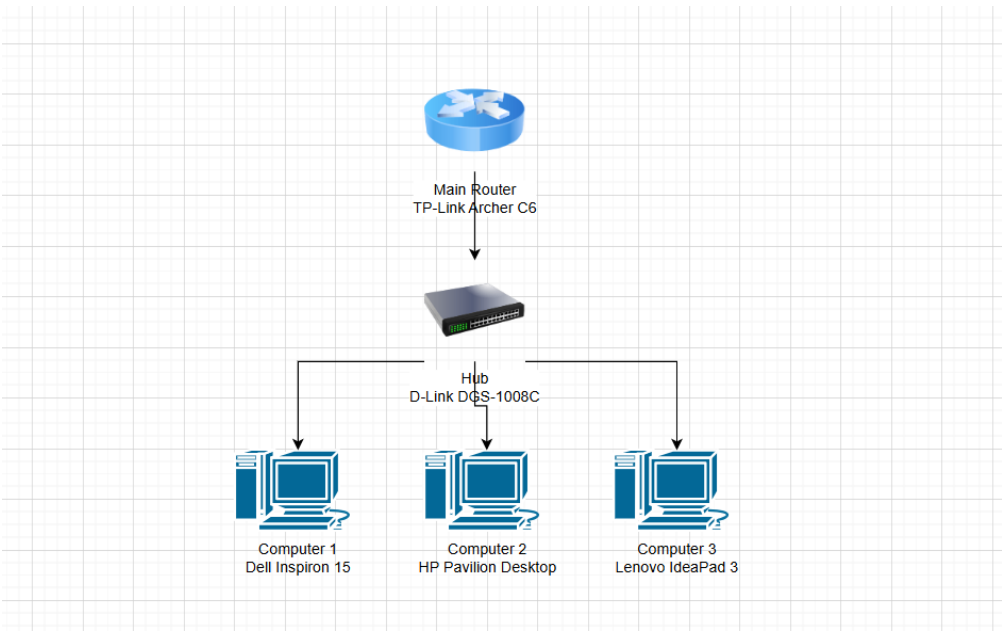 Main Router
TP-Link Archer C6
Hub
D-Link DGS-1008C
Computer 1
Dell Inspiron 15
Computer 2
HP Pavilion Desktop
Computer 3
Lenovo IdeaPad 3